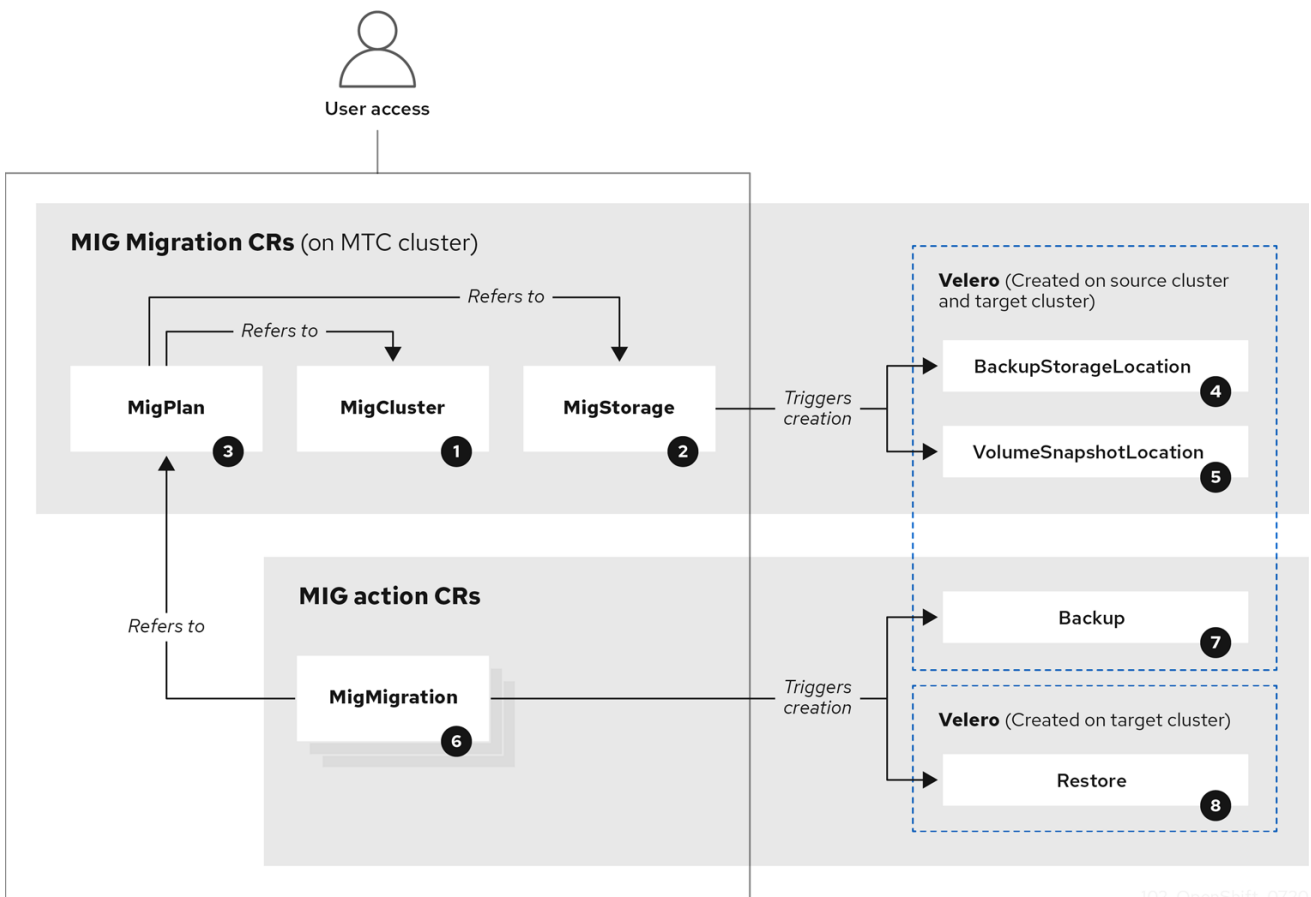 User access
MIG Migration CRs (on MTC cluster)
Refers to
Refers to
MigPlan
3
MigCluster
1
MigStorage
2
Triggers
creation
Velero (Created on source cluster
and target cluster)
BackupStorageLocation
4
VolumeSnapshotLocation
5
Refers to
MIG action CRs
MigMigration
6
Triggers
creation
Backup
7
Velero (Created on target cluster)
Restore
8